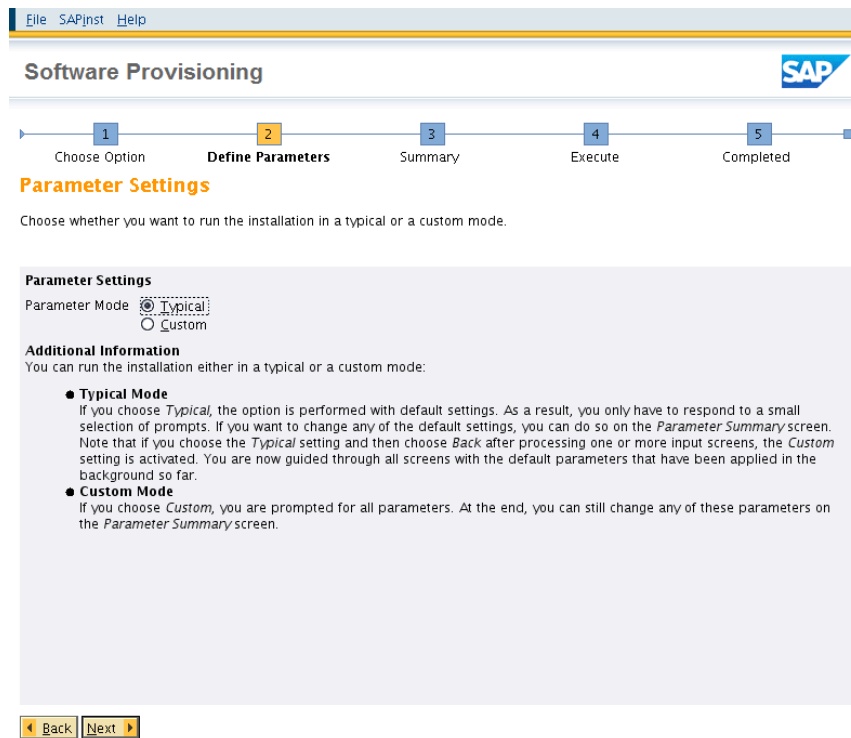 File SAPinst Help
Software Provisioning
SAP
1 2 3 4 5
Choose Option Define Parameters Summary Execute Completed
Parameter Settings
Choose whether you want to run the installation in a typical or a custom mode.
Parameter Settings
Parameter Mode Typical
Custom
Additional Information
You can run the installation either in a typical or a custom mode:
Typical Mode
If you choose Typical, the option is performed with default settings. As a result, you only have to respond to a small
selection of prompts. If you want to change any of the default settings, you can do so on the Parameter Summary screen.
Note that if you choose the Typical setting and then choose Back after processing one or more input screens, the Custom
setting is activated. You are now guided through all screens with the default parameters that have been applied in the
background so far.
Custom Mode
If you choose Custom, you are prompted for all parameters. At the end, you can still change any of these parameters on
the Parameter Summary screen.
Back Next